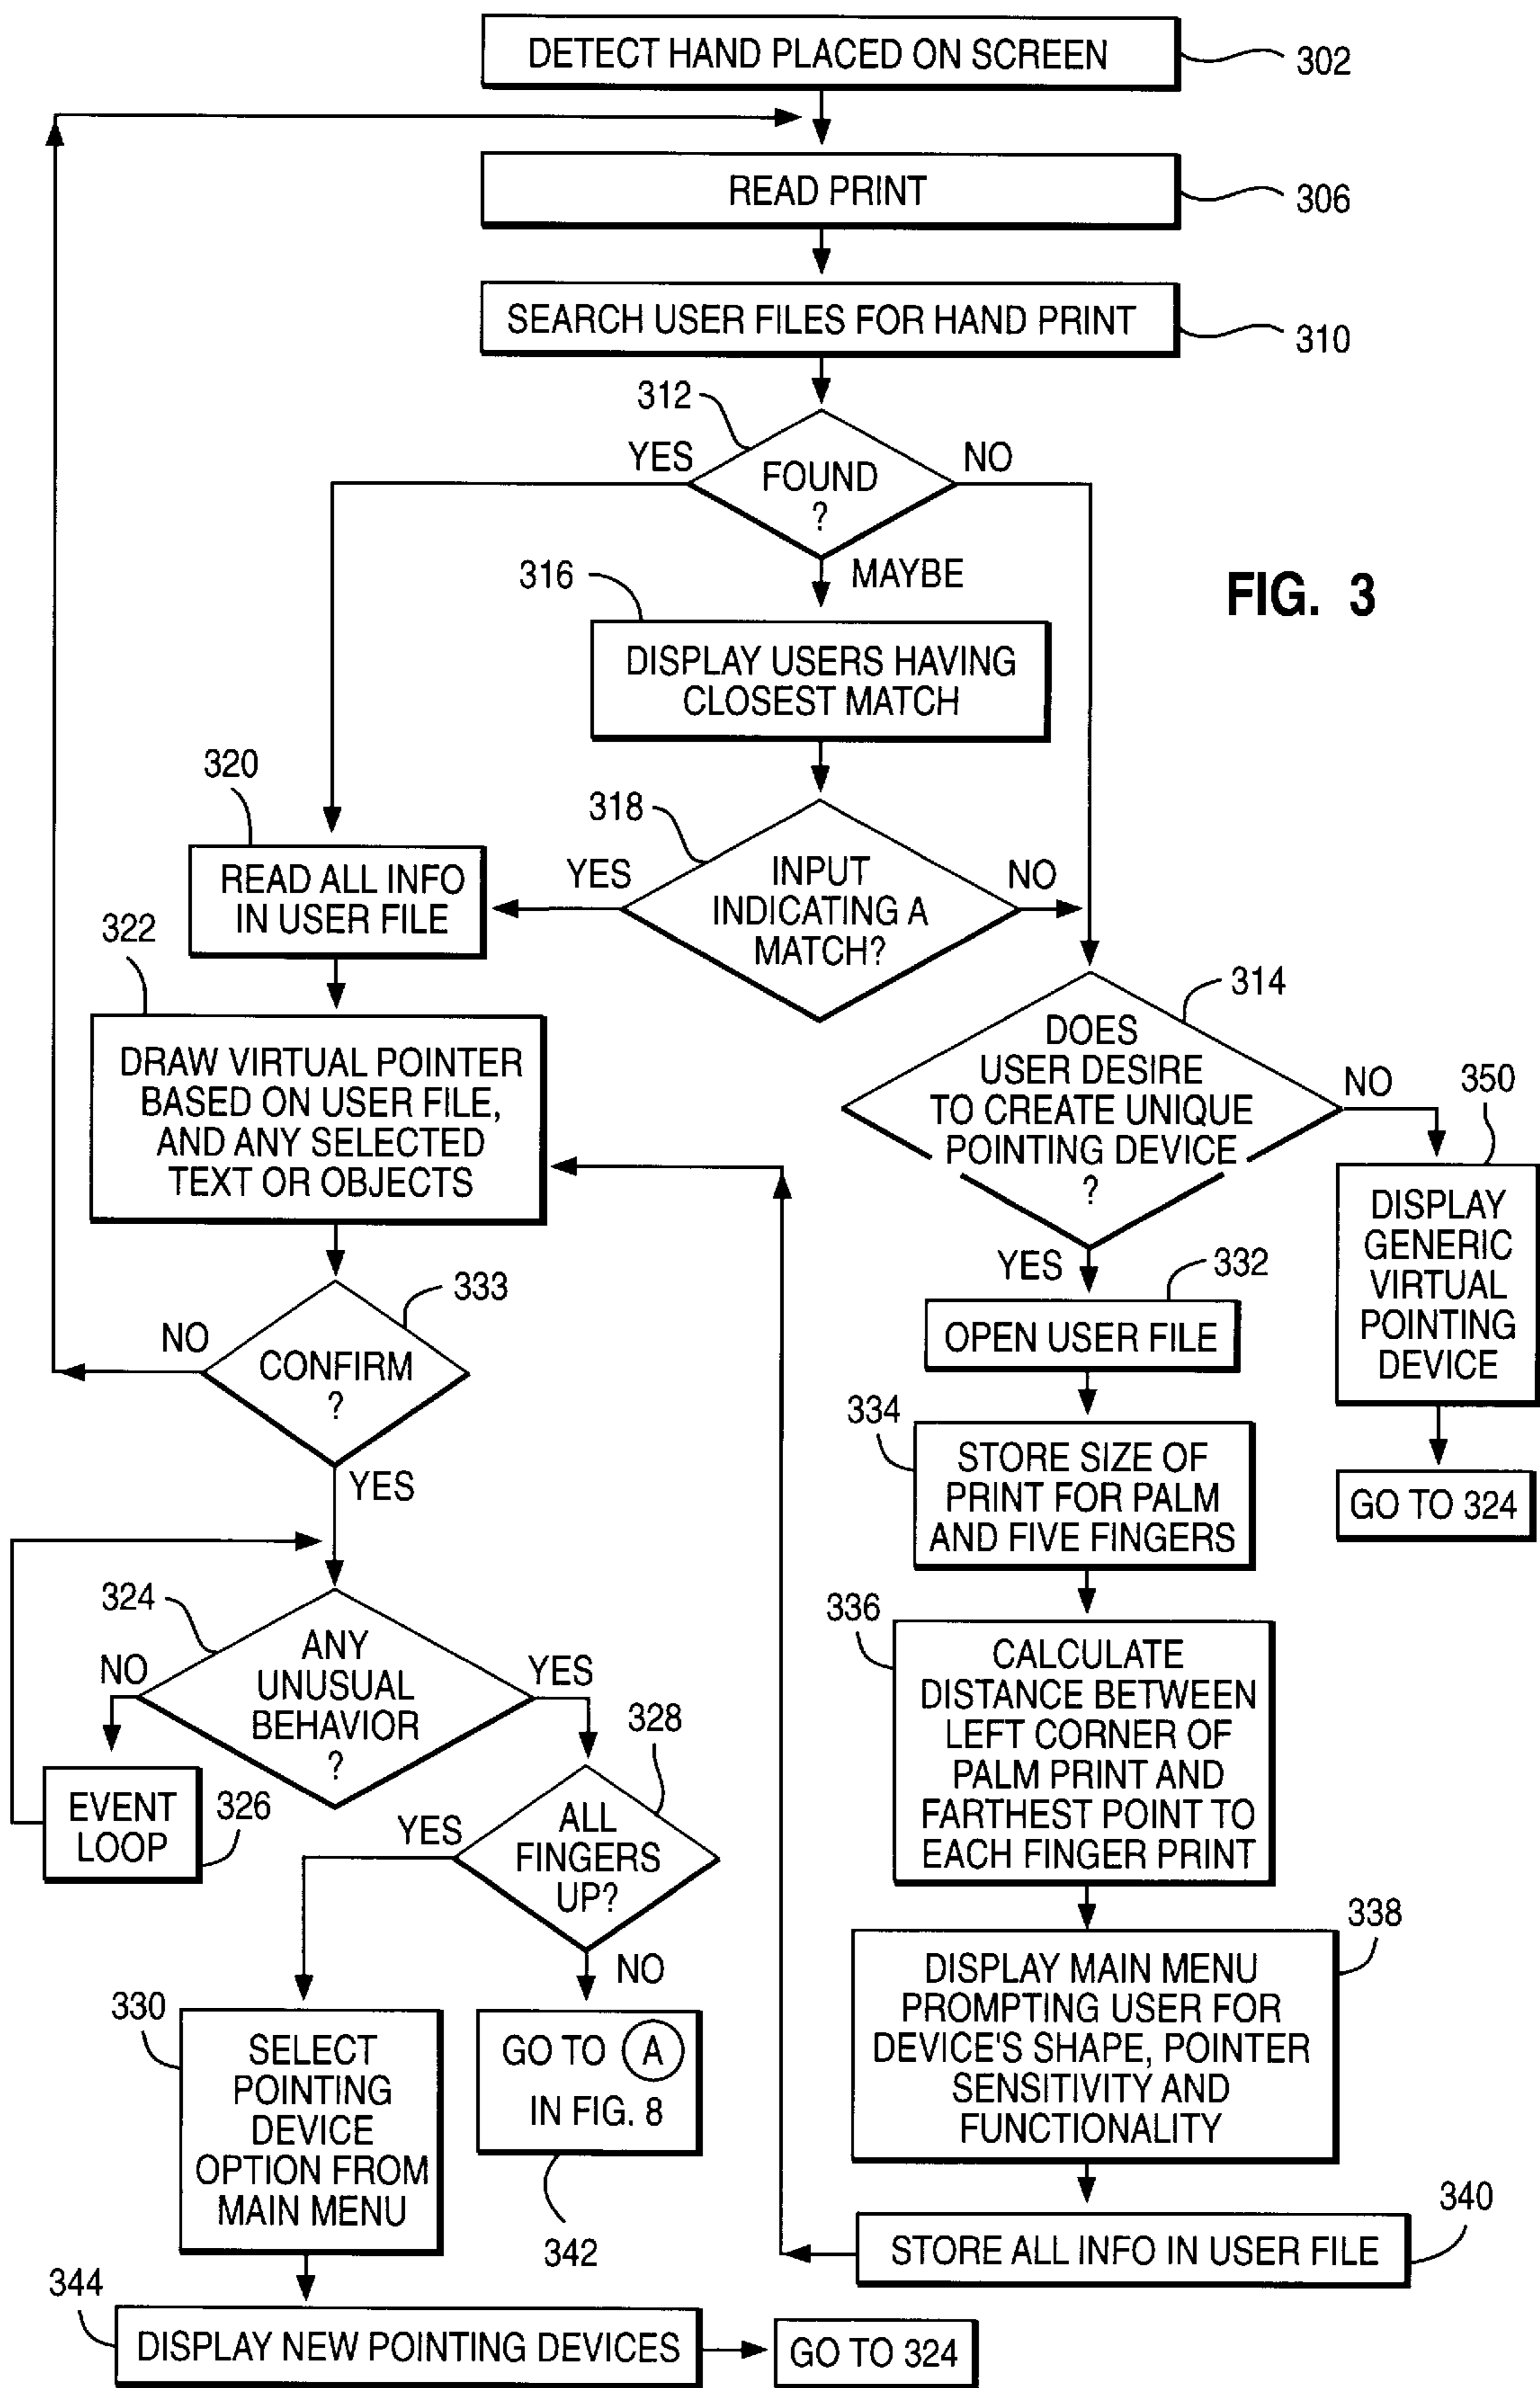 DETECT HAND PLACED ON SCREEN
302
READ PRINT
306
SEARCH USER FILES FOR HAND PRINT
310
312
YES
NO
FOUND
?
MAYBE
316
FIG. 3
DISPLAY USERS HAVING
CLOSEST MATCH
320
318
READ ALL INFO
IN USER FILE
YES
INPUT
INDICATING A
MATCH?
NO
322
314
DRAW VIRTUAL POINTER
BASED ON USER FILE,
AND ANY SELECTED
TEXT OR OBJECTS
DOES
USER DESIRE
TO CREATE UNIQUE
POINTING DEVICE
?
NO
350
DISPLAY
GENERIC
VIRTUAL
POINTING
DEVICE
YES
332
333
NO
CONFIRM
?
OPEN USER FILE
334
STORE SIZE OF
PRINT FOR PALM
AND FIVE FINGERS
GO TO 324
YES
324
NO
ANY
UNUSUAL
BEHAVIOR
?
YES
336
CALCULATE
DISTANCE BETWEEN
LEFT CORNER OF
PALM PRINT AND
FARTHEST POINT TO
EACH FINGER PRINT
328
EVENT
LOOP
326
YES
ALL
FINGERS
UP?
NO
338
DISPLAY MAIN MENU
PROMPTING USER FOR
DEVICE'S SHAPE, POINTER
SENSITIVITY AND
FUNCTIONALITY
330
SELECT
POINTING
DEVICE
OPTION FROM
MAIN MENU
GO TO A
IN FIG. 8
342
340
STORE ALL INFO IN USER FILE
344
DISPLAY NEW POINTING DEVICES
GO TO 324